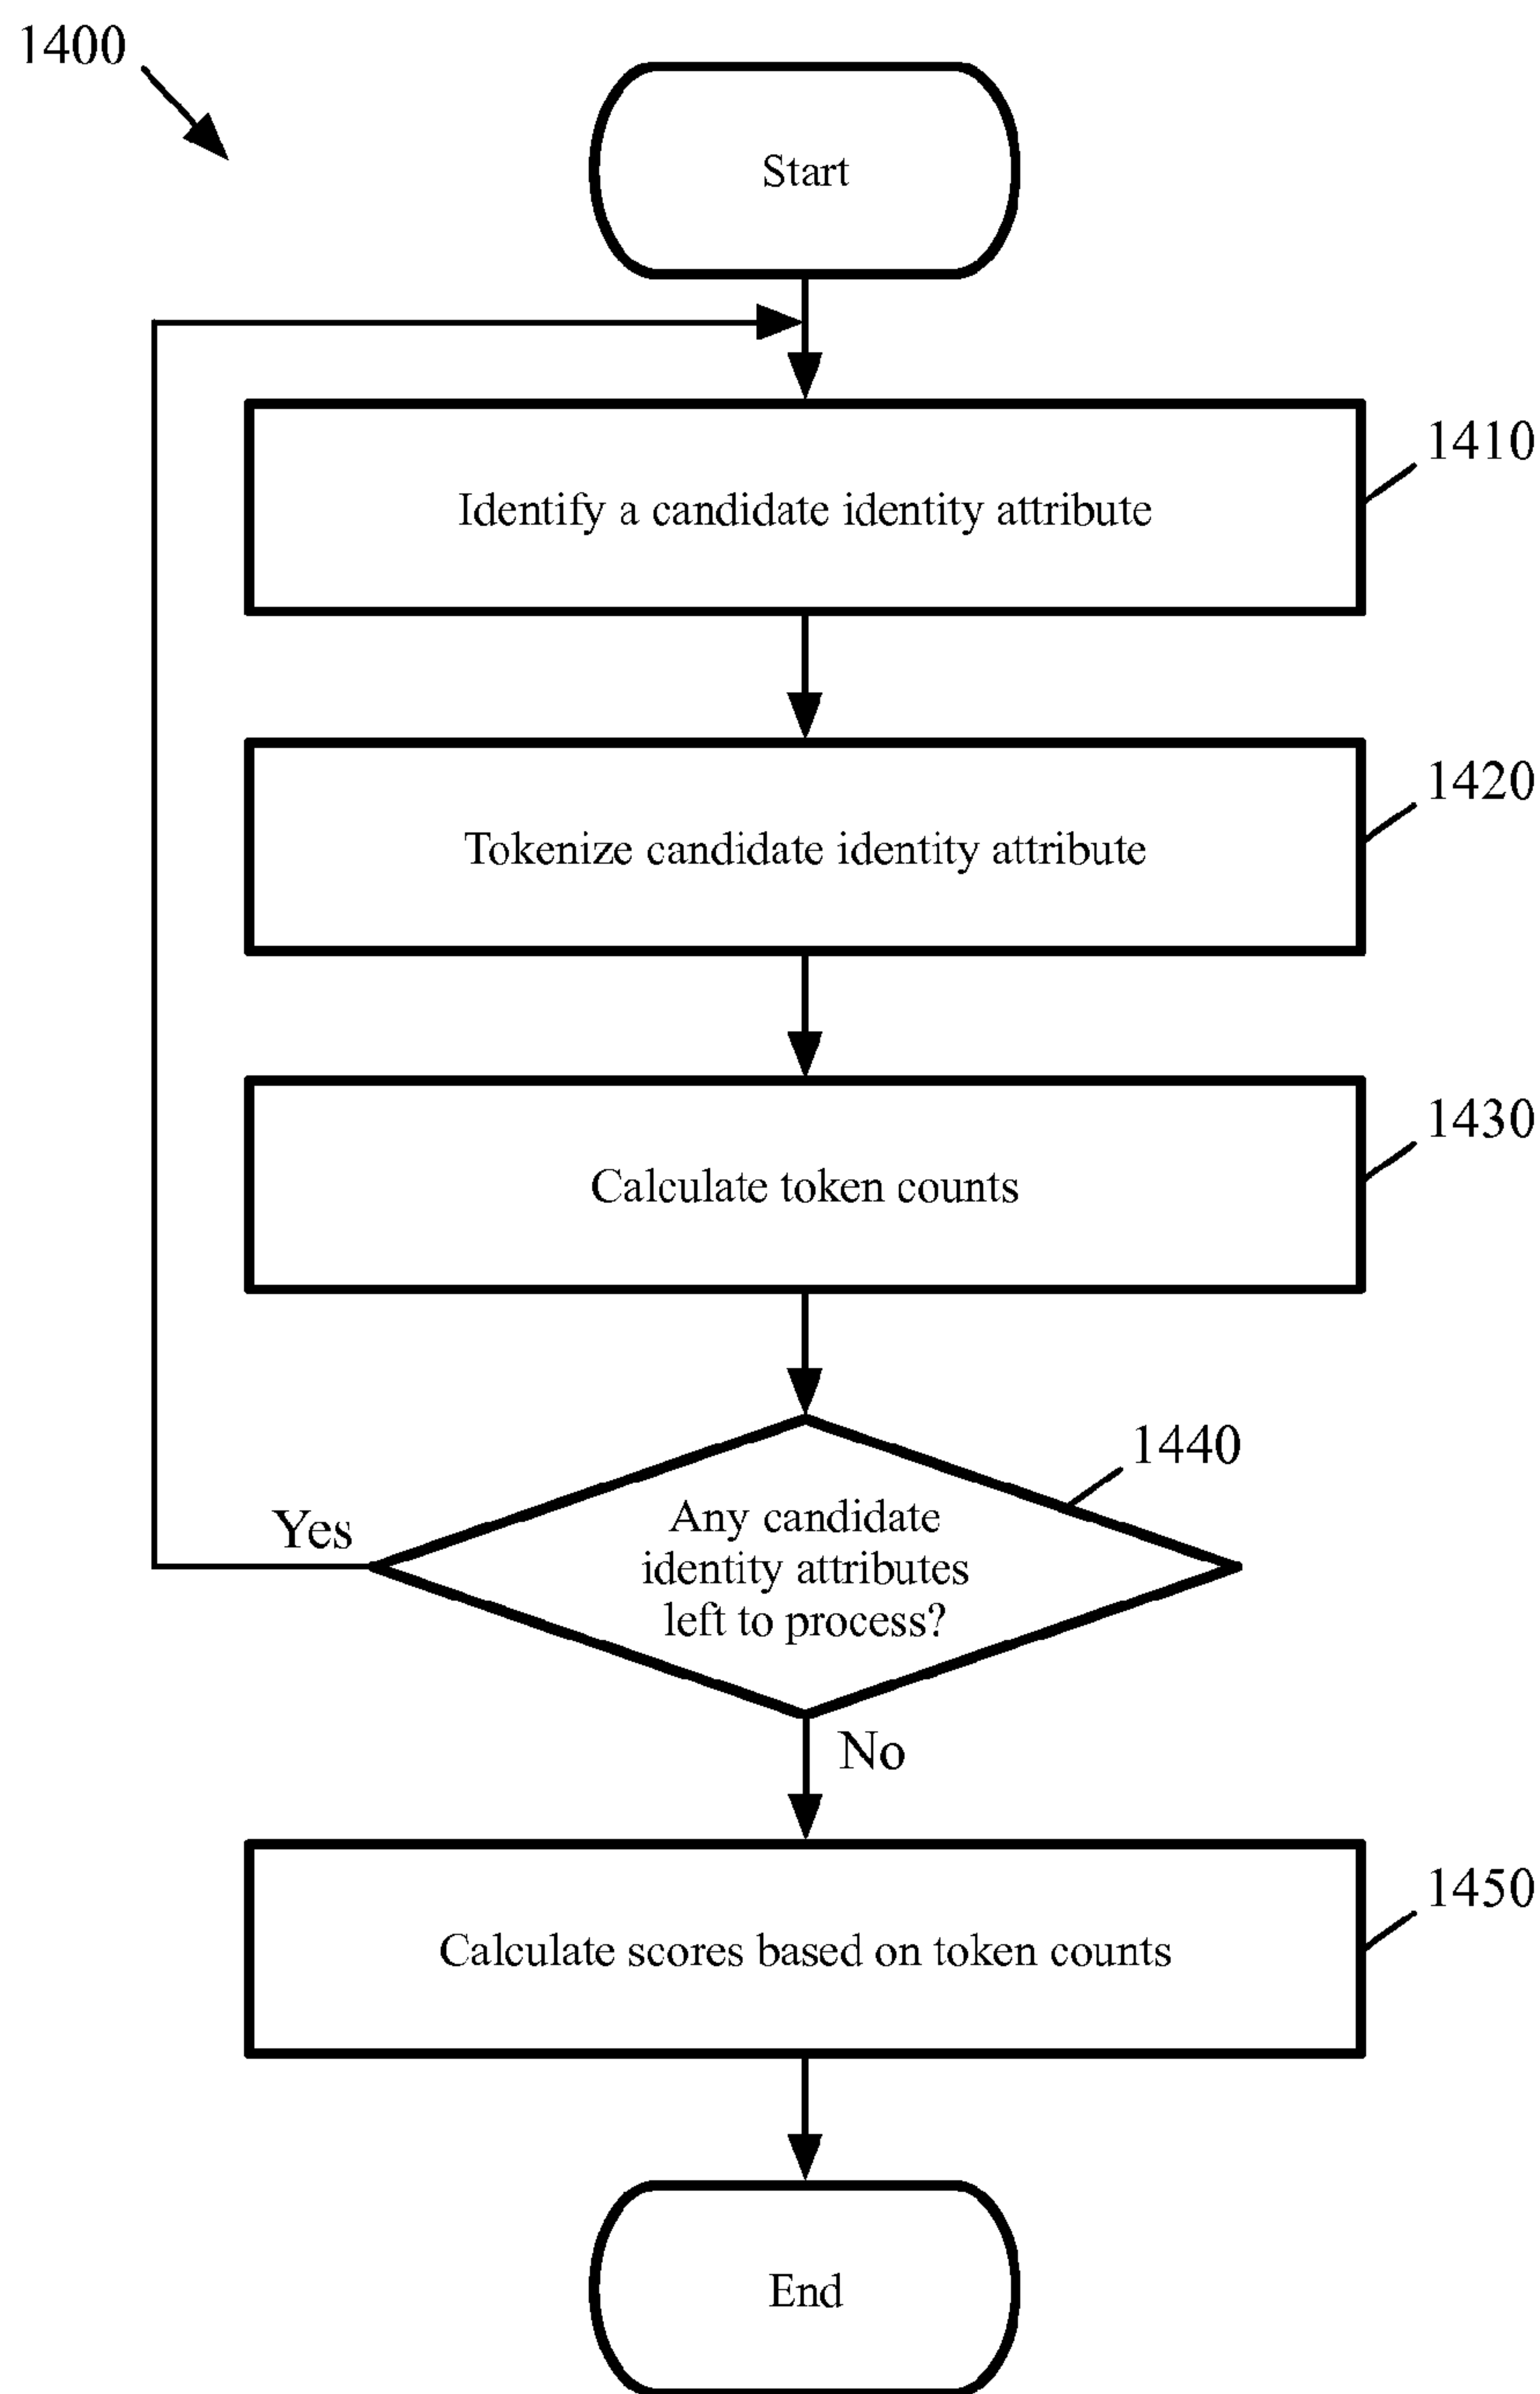 1400
Start
1410
Identify a candidate identity attribute
1420
Tokenize candidate identity attribute
1430
Calculate token counts
1440
Any candidate
identity attributes
left to process?
Yes
No
1450
Calculate scores based on token counts
End